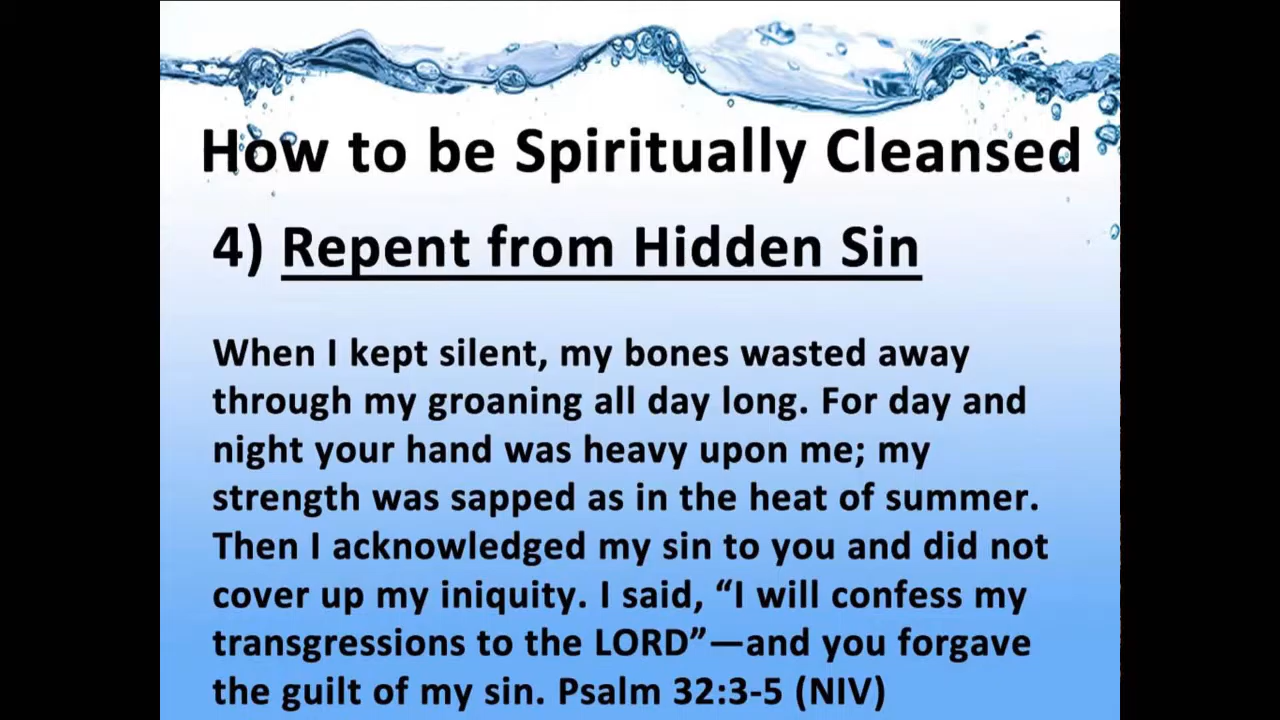 How to be Spiritually Cleansed
4) Repent from Hidden Sin
When I kept silent, my bones wasted away
through my groaning all day long. For day and
night your hand was heavy upon me; my
strength was sapped as in the heat of summer.
Then I acknowledged my sin to you and did not
cover up my iniquity. I said, “I will confess my
transgressions to the LORD”—and you forgave
the guilt of my sin. Psalm 32:3-5 (NIV)